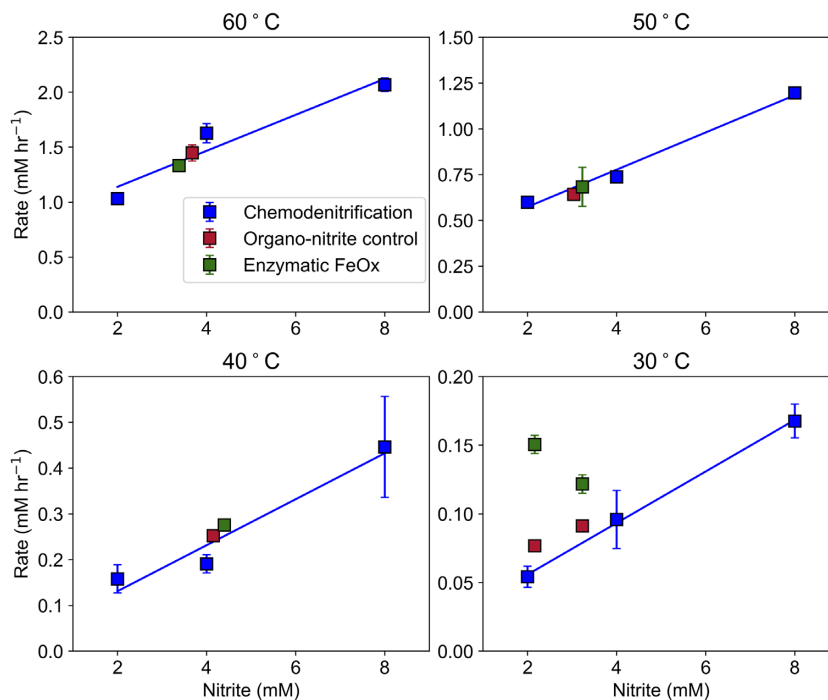 60 °C
50 °C
2.5
2.0
1.5
1.0
0.5
0.0
Rate (mM hr⁻¹)
Chemodenitrification
Organo-nitrite control
Enzymatic FeOx
2 4 6 8
1.50
1.25
1.00
0.75
0.50
0.25
0.00
2 4 6 8
40 °C
30 °C
0.6
0.5
0.4
0.3
0.2
0.1
0.0
Rate (mM hr⁻¹)
2 4 6 8
Nitrite (mM)
0.20
0.15
0.10
0.05
0.00
2 4 6 8
Nitrite (mM)